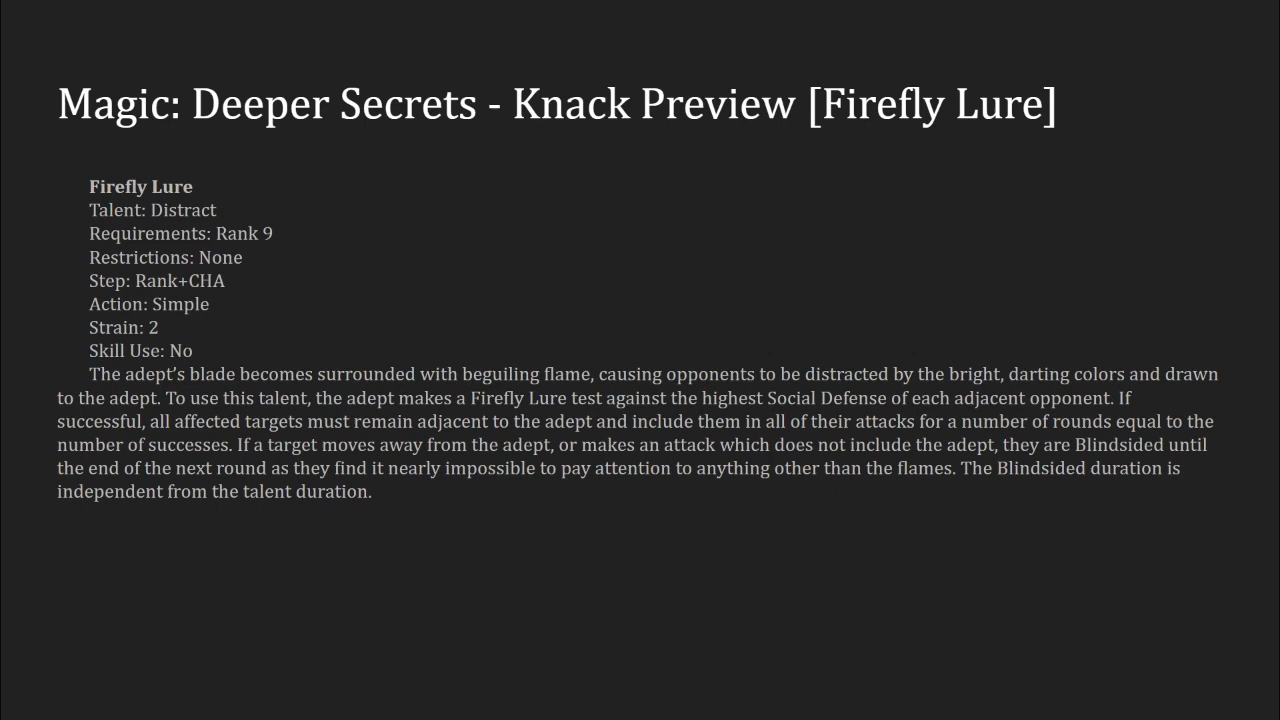 Magic: Deeper Secrets - Knack Preview [Firefly Lure]
Firefly Lure
Talent: Distract
Requirements: Rank 9
Restrictions: None
Step: Rank+CHA
Action: Simple
Strain: 2
Skill Use: No
The adept’s blade becomes surrounded with beguiling flame, causing opponents to be distracted by the bright, darting colors and drawn
to the adept. To use this talent, the adept makes a Firefly Lure test against the highest Social Defense of each adjacent opponent. If
successful, all affected targets must remain adjacent to the adept and include them in all of their attacks for a number of rounds equal to the
number of successes. If a target moves away from the adept, or makes an attack which does not include the adept, they are Blindsided until
the end of the next round as they find it nearly impossible to pay attention to anything other than the flames. The Blindsided duration is
independent from the talent duration.